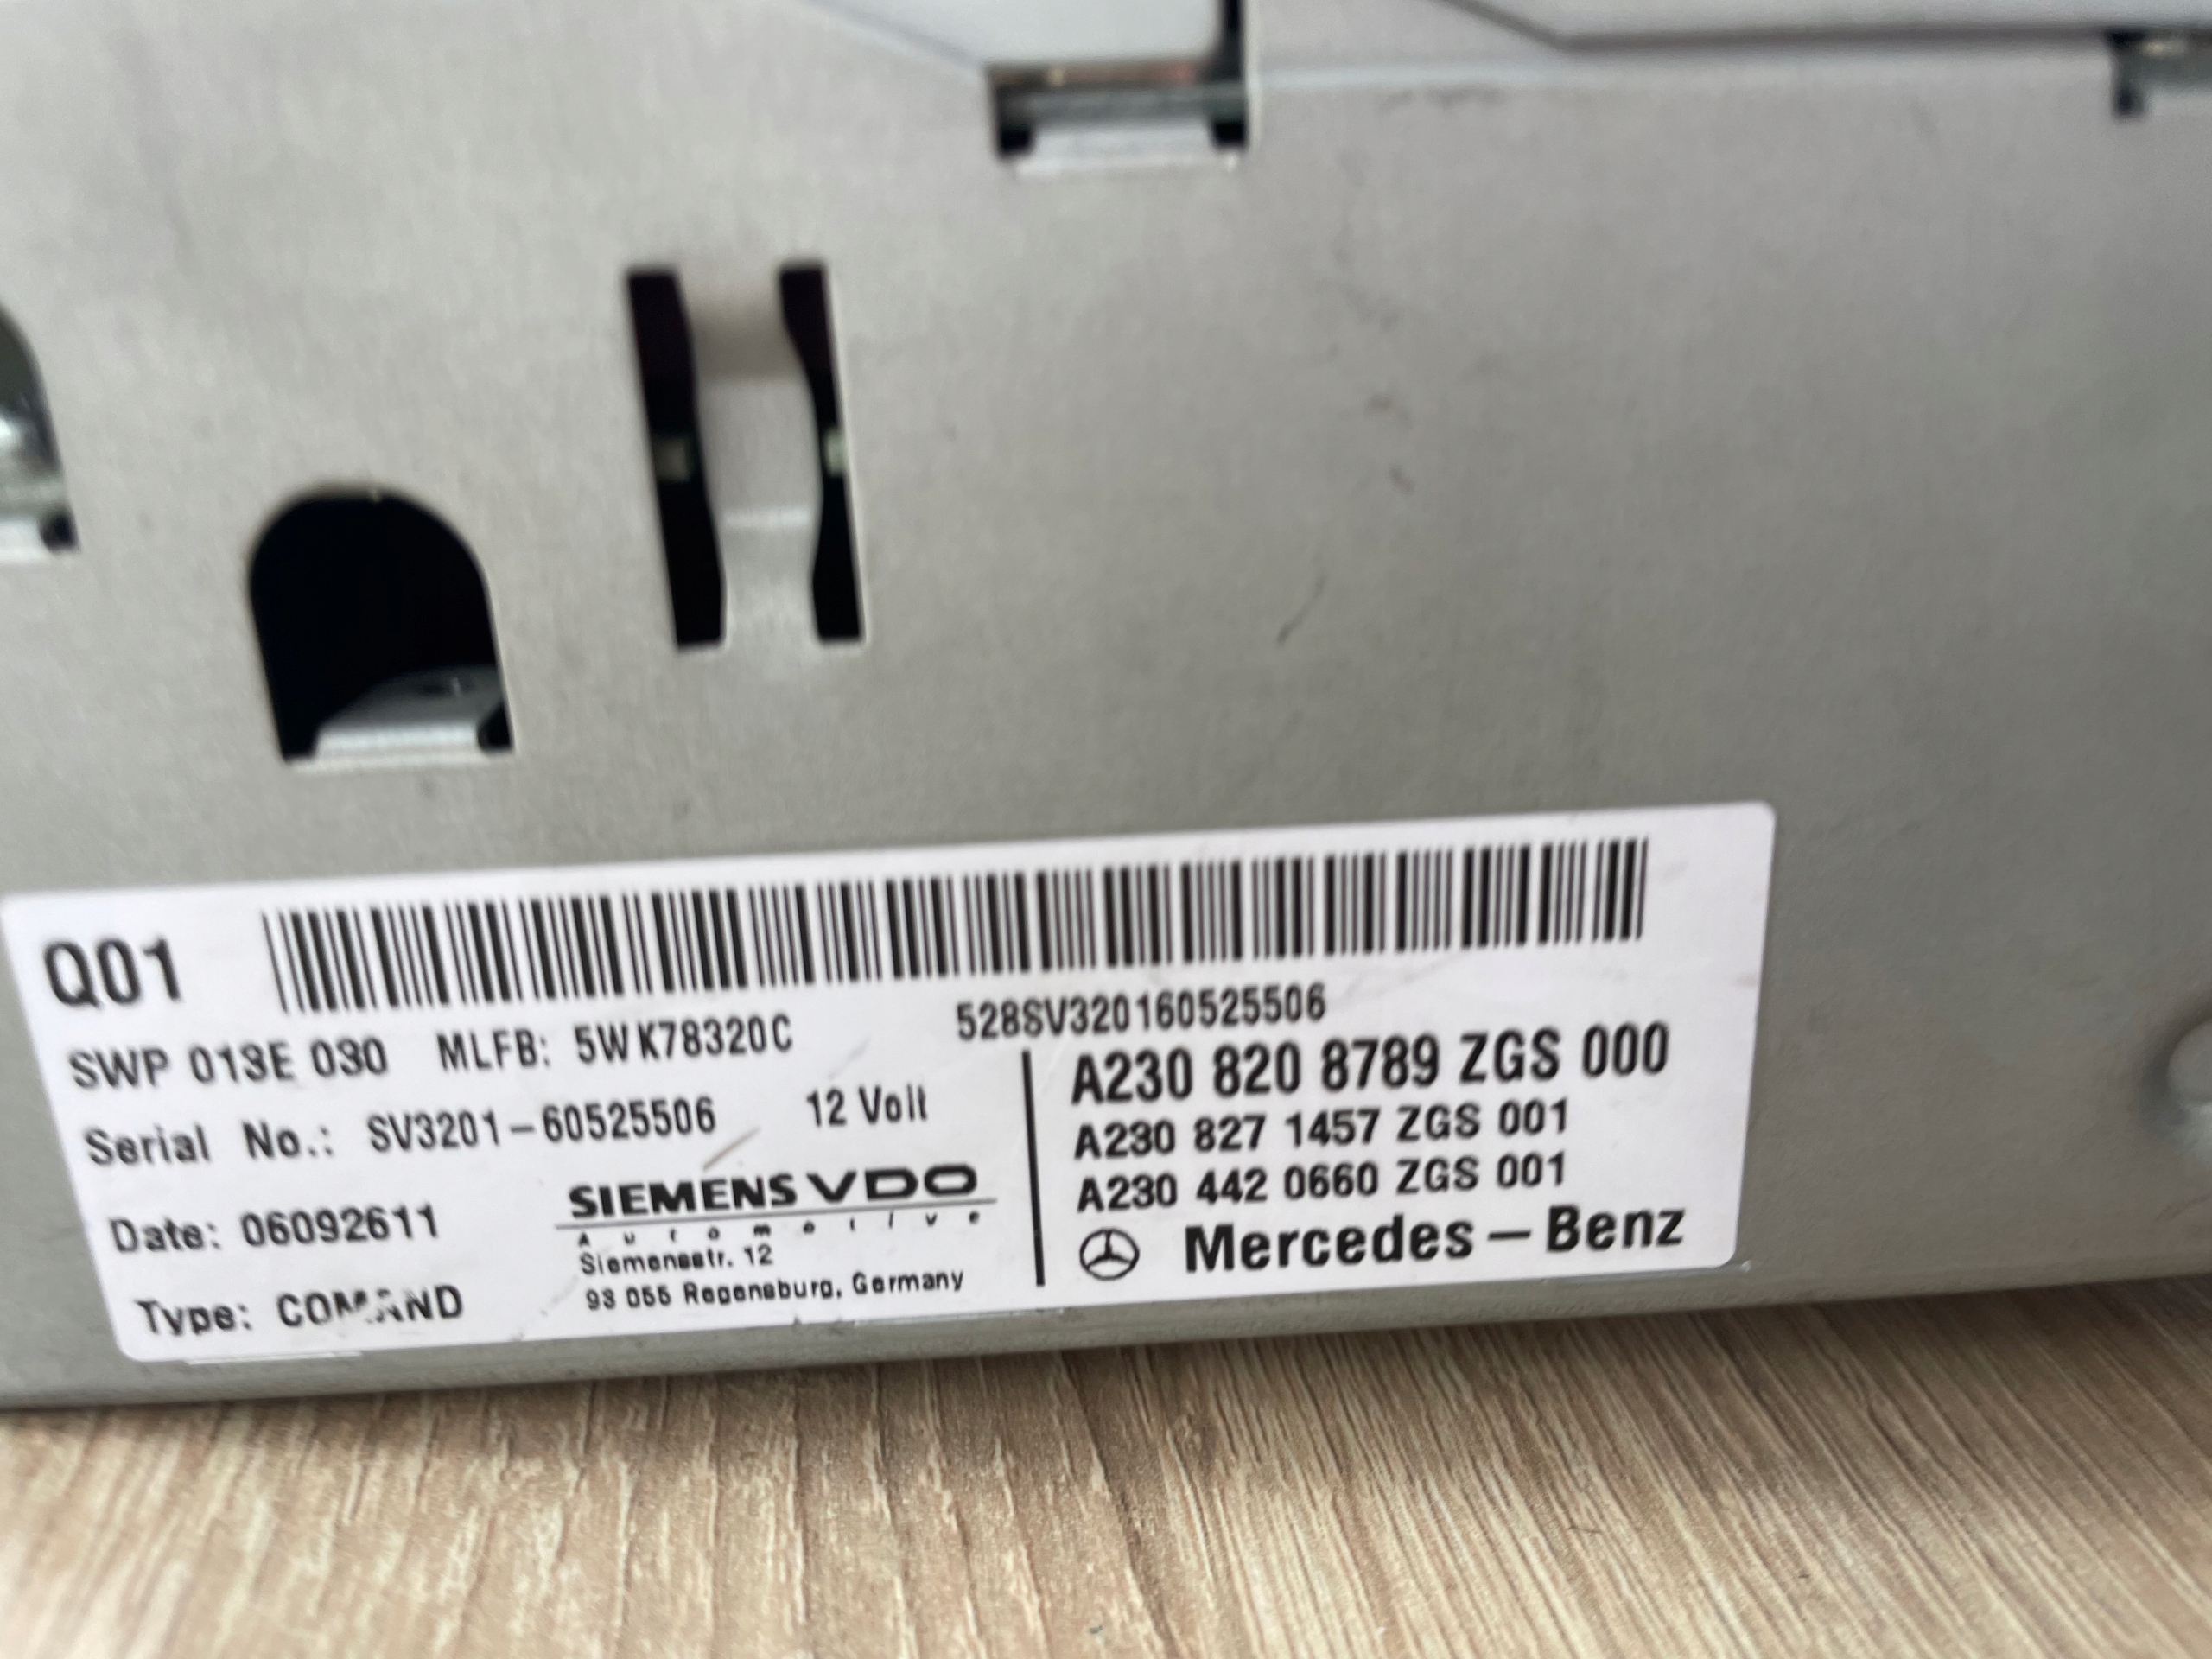 Q01
528SV320160525506
SWP 013E 030 MLFB: 5WK78320C
Serial No.: SV3201-60525506 12 Volt
Date: 06092611
Type: COMAND
SIEMENS VDO
Automotive
Siemensstr. 12
93 055 Regensburg, Germany
A230 820 8789 ZGS 000
A230 827 1457 ZGS 001
A230 442 0660 ZGS 001
Mercedes-Benz